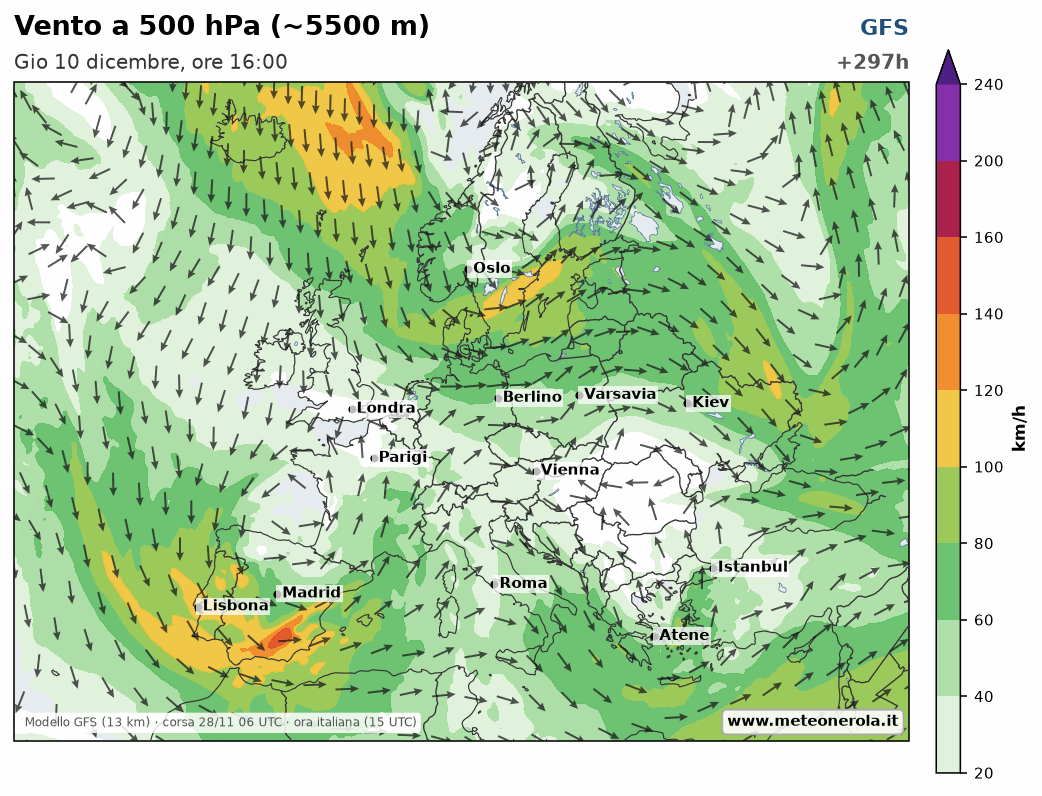 Vento a 500 hPa (~5500 m)
GFS
Gio 10 dicembre, ore 16:00
+297h
240
200
160
140
120
100
80
60
40
20
km/h
Oslo
Berlino
Varsavia
Kiev
Londra
Parigi
Vienna
Istanbul
Roma
Madrid
Lisbona
Atene
Modello GFS (13 km) · corsa 28/11 06 UTC · ora italiana (15 UTC)
www.meteonerola.it